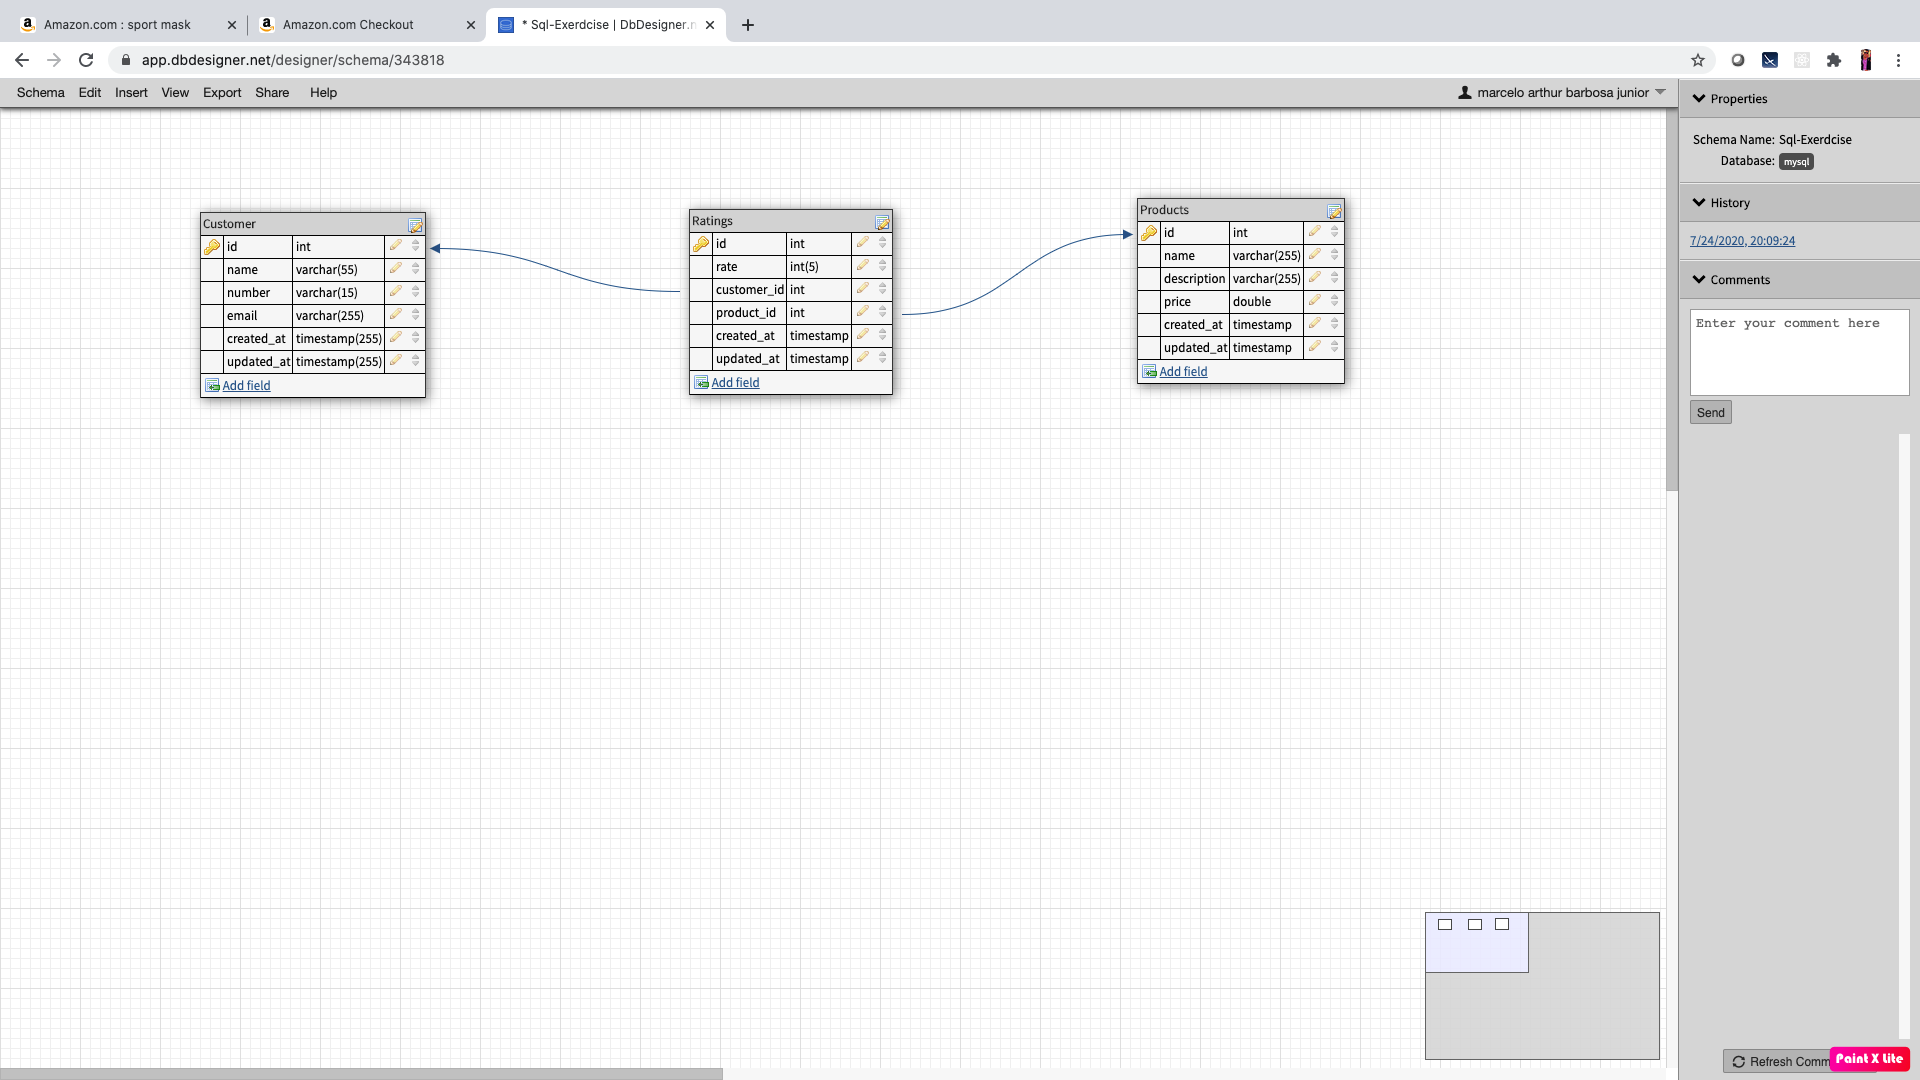 Amazon.com : sport mask
Amazon.com Checkout
* Sql-Exerdcise | DbDesigner.n
app.dbdesigner.net/designer/schema/343818
Schema Edit Insert View Export Share Help
marcelo arthur barbosa junior
Customer
id int
name varchar(55)
number varchar(15)
email varchar(255)
created_at timestamp(255)
updated_at timestamp(255)
Add field
Ratings
id int
rate int(5)
customer_id int
product_id int
created_at timestamp
updated_at timestamp
Add field
Products
id int
name varchar(255)
description varchar(255)
price double
created_at timestamp
updated_at timestamp
Add field
Properties
Schema Name: Sql-Exerdcise
Database: mysql
History
7/24/2020, 20:09:24
Comments
Enter your comment here
Send
Refresh Comm
Paint X Lite